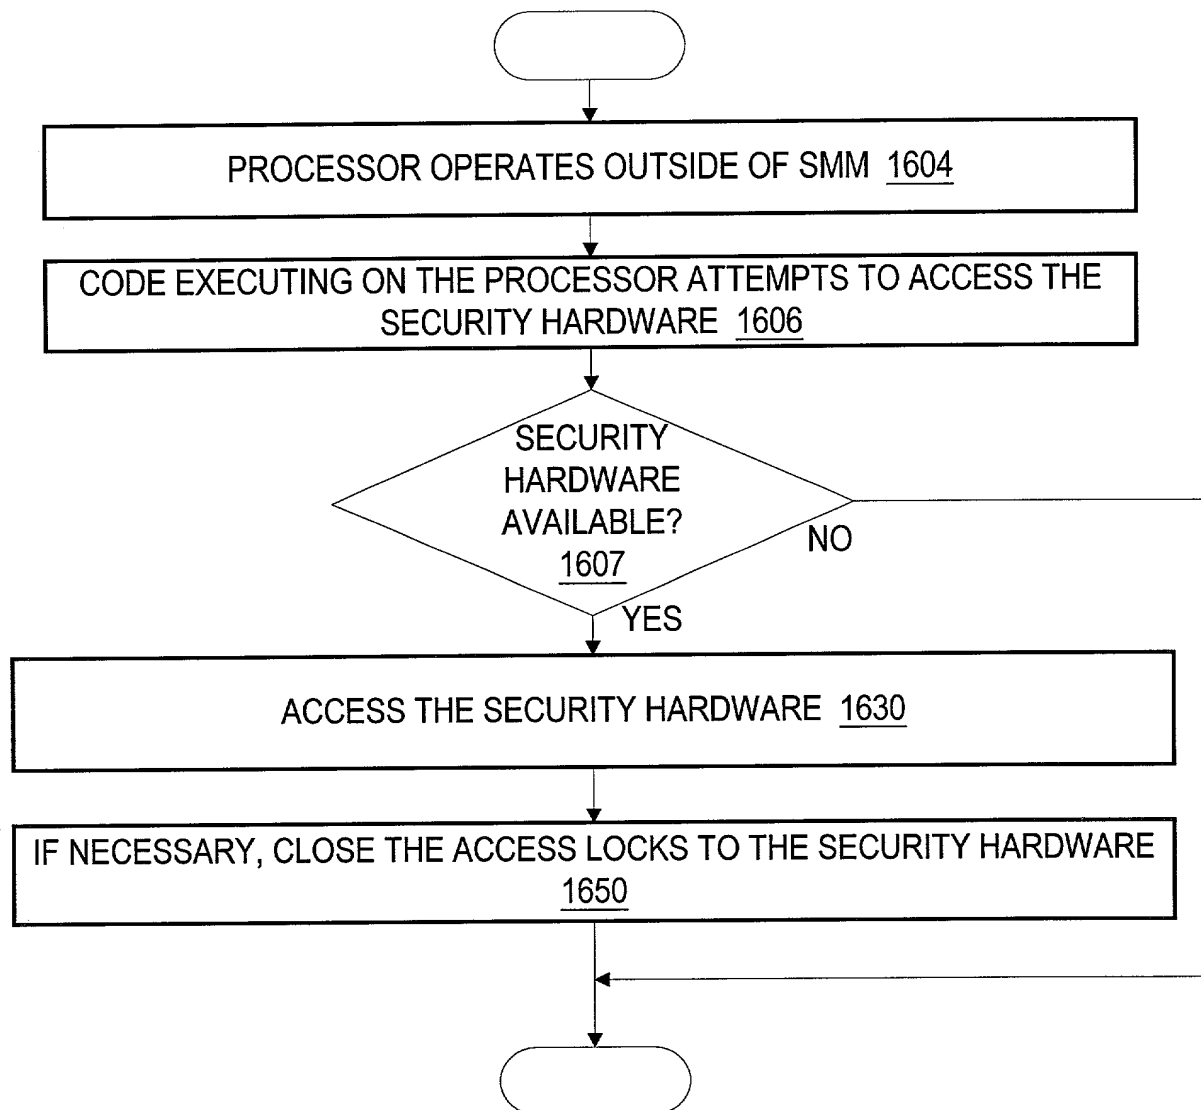 PROCESSOR OPERATES OUTSIDE OF SMM 1604
CODE EXECUTING ON THE PROCESSOR ATTEMPTS TO ACCESS THE
SECURITY HARDWARE 1606
SECURITY
HARDWARE
AVAILABLE?
1607
NO
YES
ACCESS THE SECURITY HARDWARE 1630
IF NECESSARY, CLOSE THE ACCESS LOCKS TO THE SECURITY HARDWARE
1650